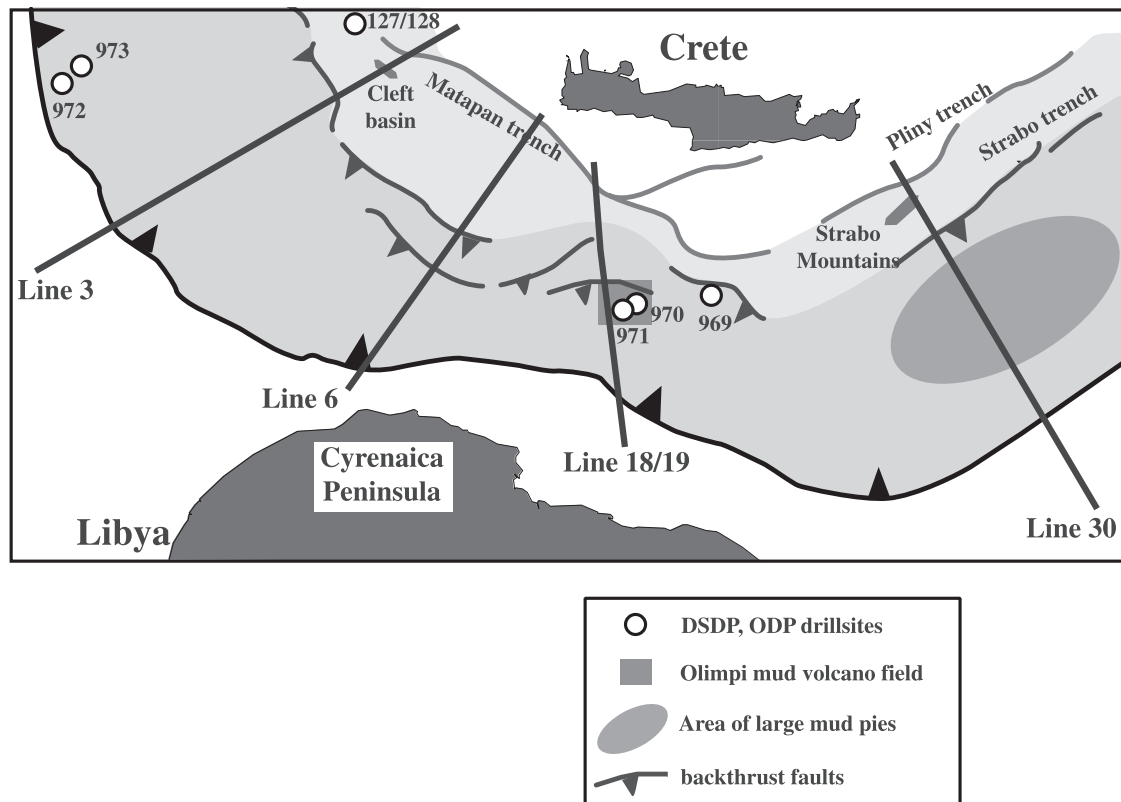 127/128
973
972
Crete
Cleft
basin
Matapan trench
Pliny trench
Strabo trench
Strabo
Mountains
Line 3
970
971
969
Line 6
Line 18/19
Cyrenaica
Peninsula
Libya
Line 30
DSDP, ODP drillsites
Olimpi mud volcano field
Area of large mud pies
backthrust faults